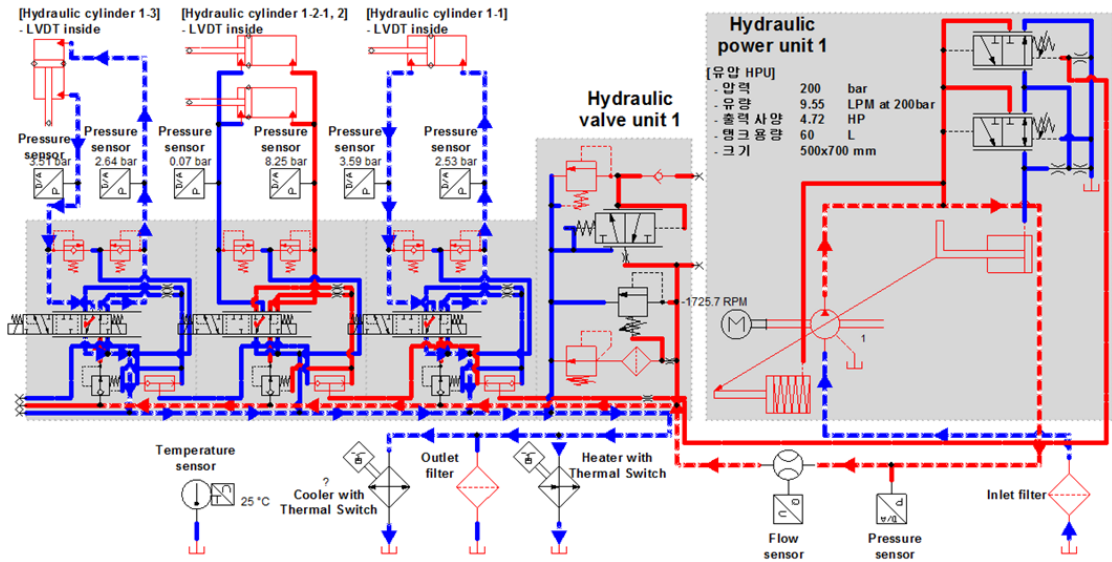 [Hydraulic cylinder 1-3]
- LVDT inside
[Hydraulic cylinder 1-2-1, 2]
- LVDT inside
[Hydraulic cylinder 1-1]
- LVDT inside
Hydraulic
power unit 1
[유압 HPU]
- 압력 200 bar
- 유량 9.55 LPM at 200bar
- 출력사양 4.72 HP
- 탱크용량 60 L
- 크기 500x700 mm
Hydraulic
valve unit 1
Pressure
sensor
3.51 bar
Pressure
sensor
2.64 bar
Pressure
sensor
0.07 bar
Pressure
sensor
8.25 bar
Pressure
sensor
3.59 bar
Pressure
sensor
2.53 bar
D/A
P
D/A
P
D/A
P
D/A
P
D/A
P
D/A
P
-1725.7 RPM
M
1
Temperature
sensor
25 °C
?
Cooler with
Thermal Switch
Outlet
filter
Heater with
Thermal Switch
Flow
sensor
Pressure
sensor
Inlet filter